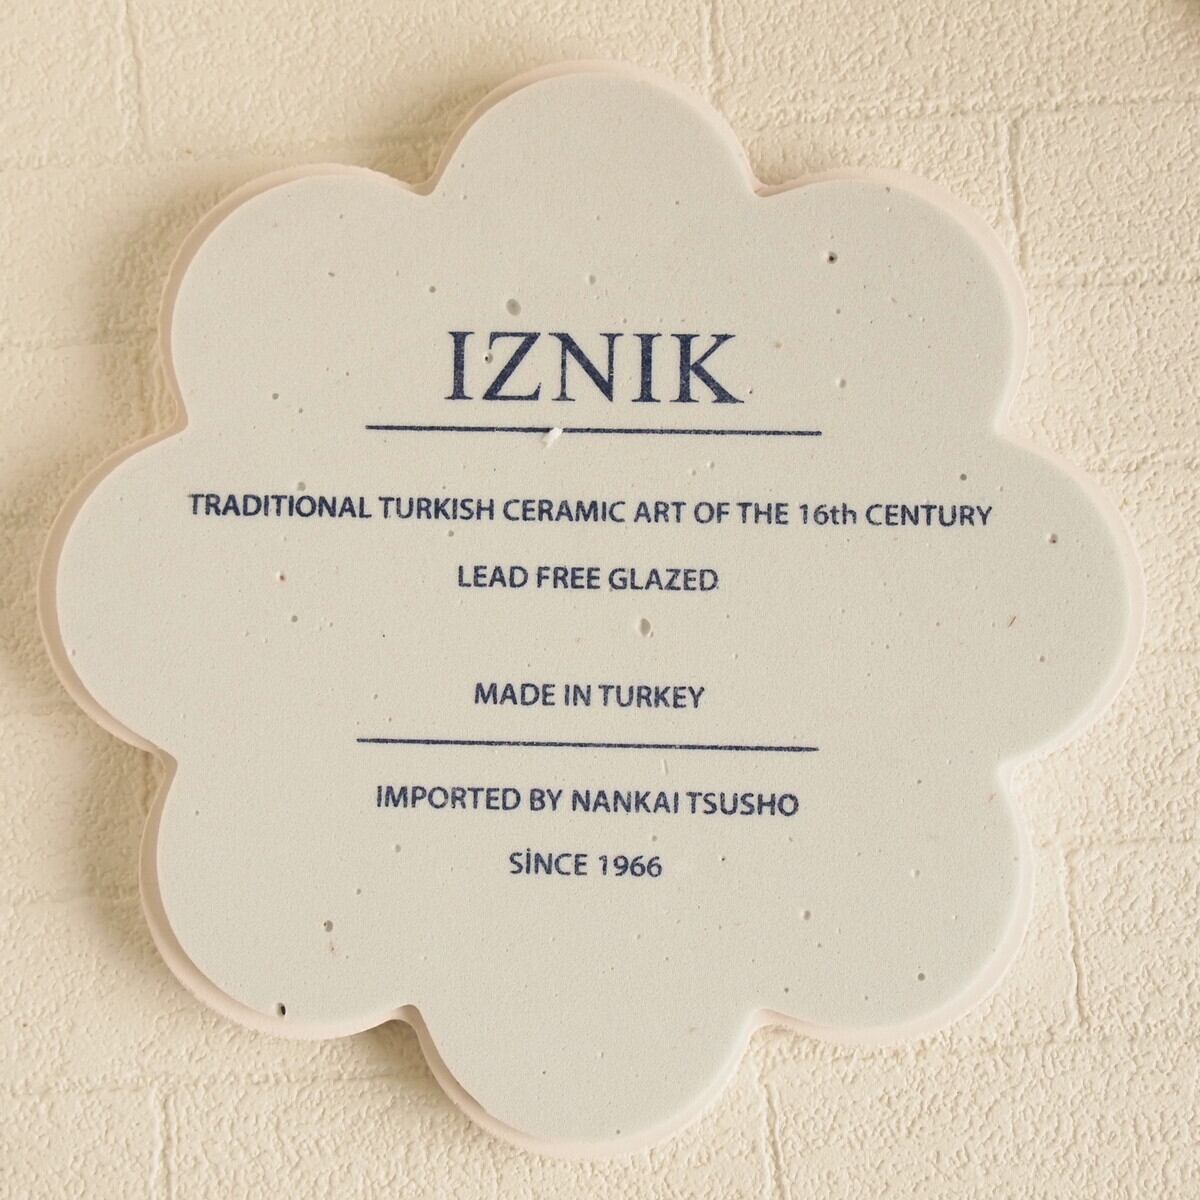 IZNIK
TRADITIONAL TURKISH CERAMIC ART OF THE 16th CENTURY
LEAD FREE GLAZED
MADE IN TURKEY
IMPORTED BY NANKAI TSUSHO
SİNCE 1966